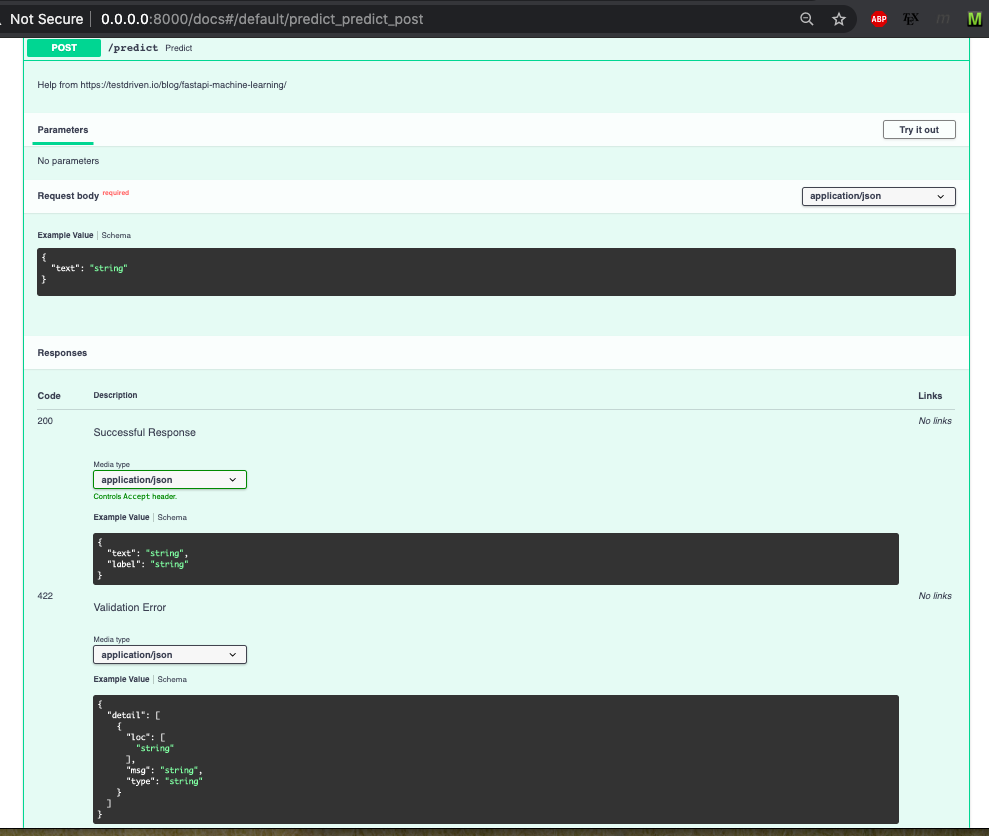 Not Secure | 0.0.0.0:8000/docs#/default/predict_predict_post ABP TEX m M
POST /predict Predict
Help from https://testdriven.io/blog/fastapi-machine-learning/
Parameters Try it out
No parameters
Request body required application/json
Example Value | Schema
{
"text": "string"
}
Responses
Code Description Links
200 No links
Successful Response
Media type
application/json
Controls Accept header.
Example Value | Schema
{
"text": "string",
"label": "string"
}
422 No links
Validation Error
Media type
application/json
Example Value | Schema
{
"detail": [
{
"loc": [
"string"
],
"msg": "string",
"type": "string"
}
]
}